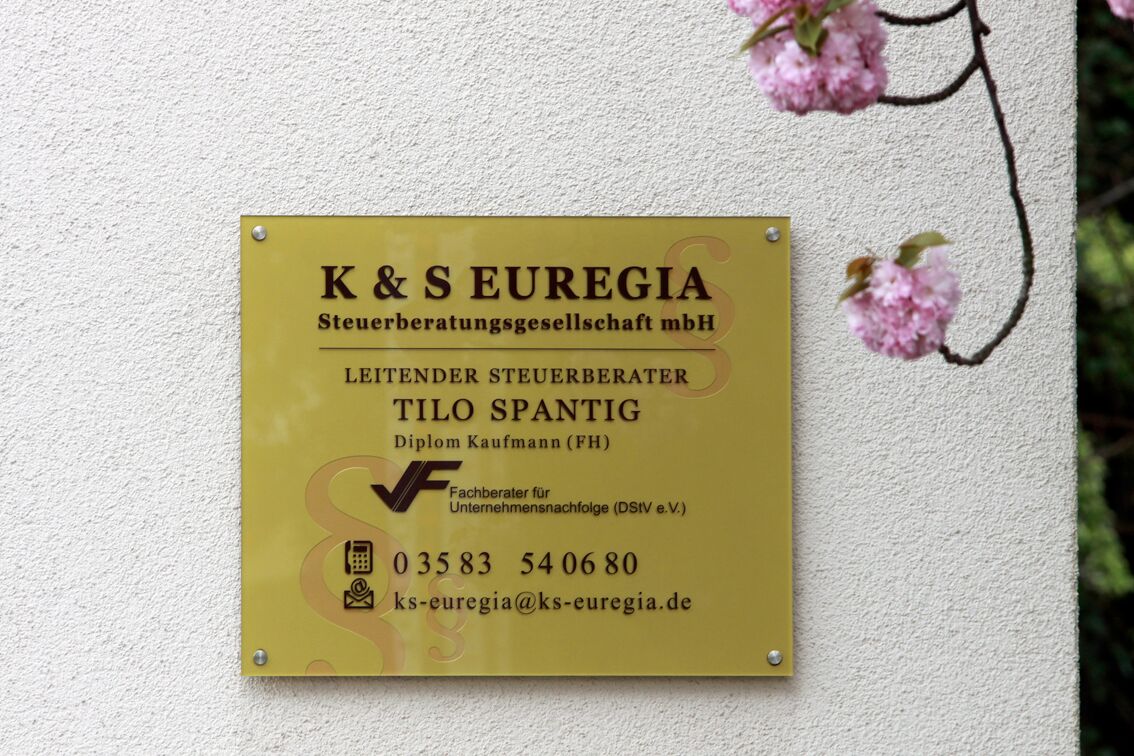 K & S EUREGIA
Steuerberatungsgesellschaft mbH
LEITENDER STEUERBERATER
TILO SPANTIG
Diplom Kaufmann (FH)
Fachberater für
Unternehmensnachfolge (DStV e.V.)
0 35 83 54 06 80
ks-euregia@ks-euregia.de